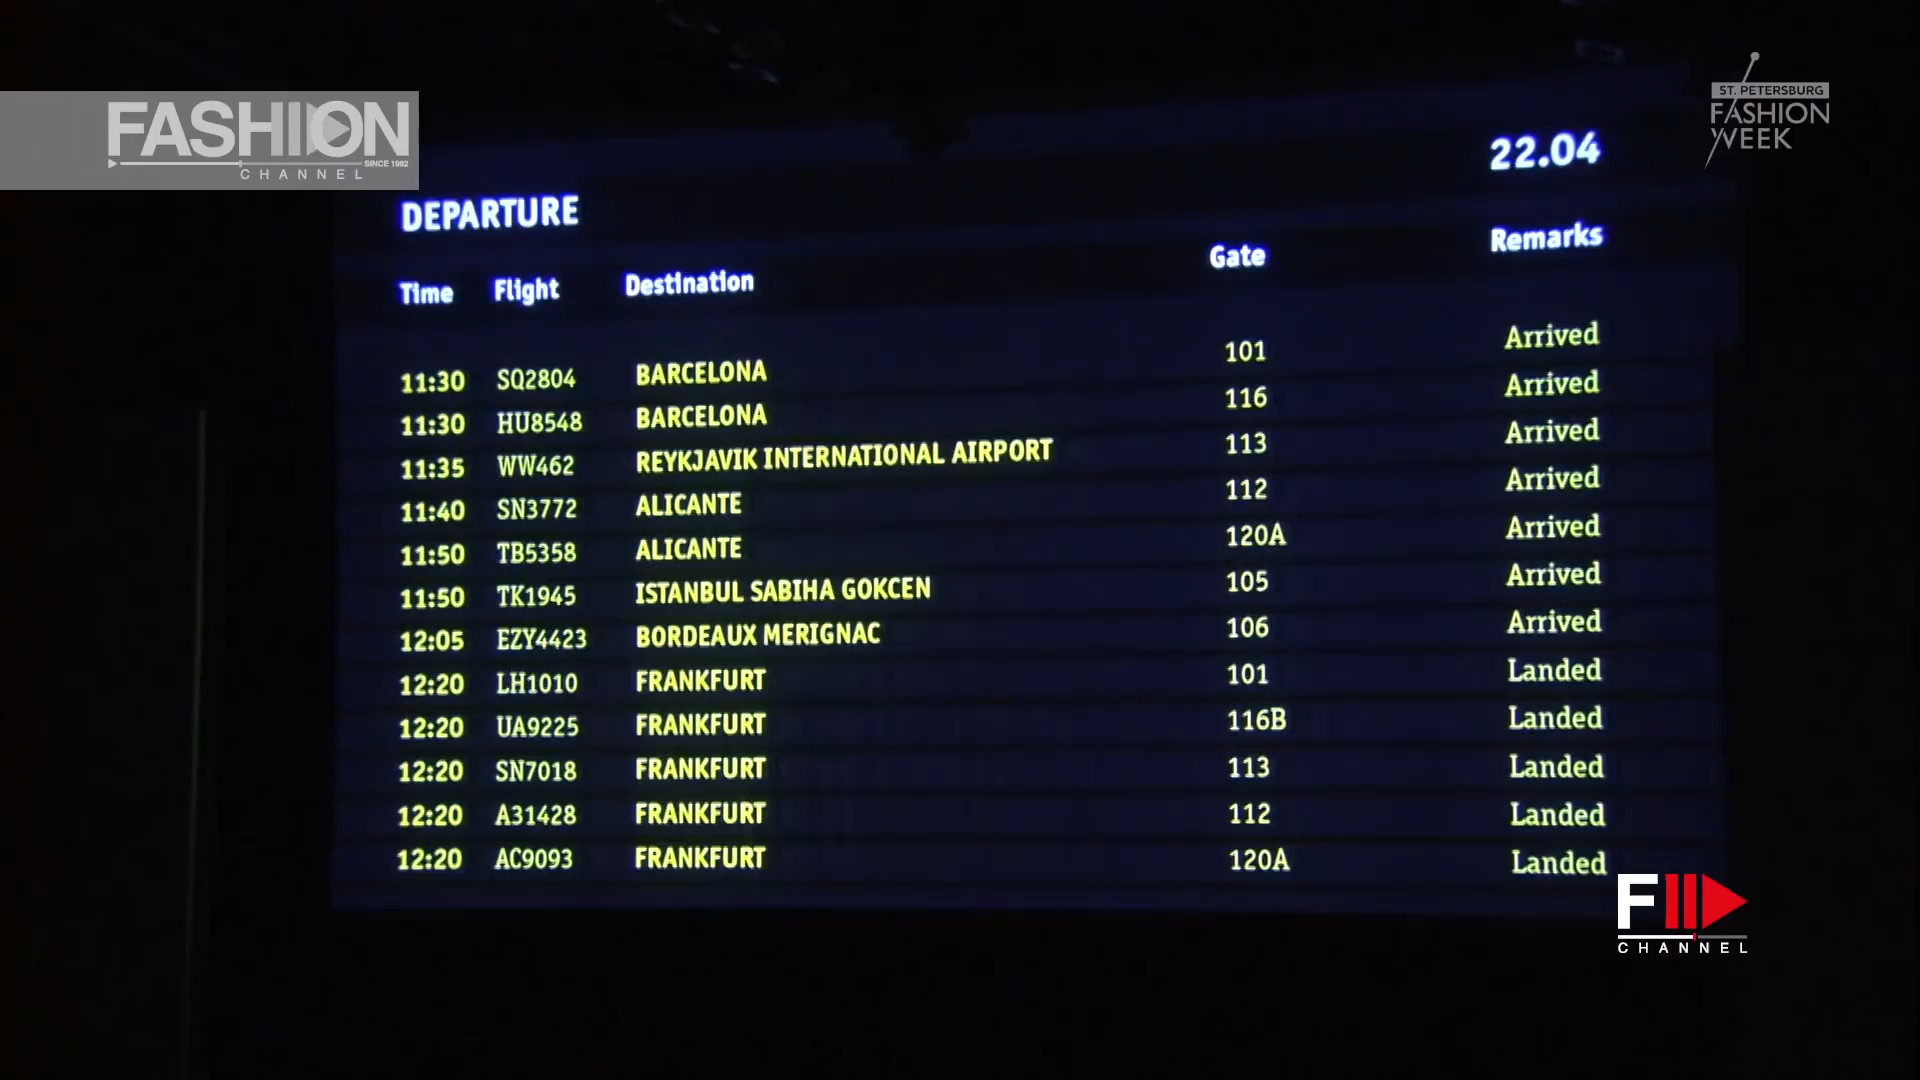 FASHION
SINCE 1982
CHANNEL
ST. PETERSBURG
FASHION
WEEK
22.04
DEPARTURE
Time Flight Destination Gate Remarks
11:30 SQ2804 BARCELONA 101 Arrived
11:30 HU8548 BARCELONA 116 Arrived
11:35 WW462 REYKJAVIK INTERNATIONAL AIRPORT 113 Arrived
11:40 SN3772 ALICANTE 112 Arrived
11:50 TB5358 ALICANTE 120A Arrived
11:50 TK1945 ISTANBUL SABIHA GOKCEN 105 Arrived
12:05 EZY4423 BORDEAUX MERIGNAC 106 Arrived
12:20 LH1010 FRANKFURT 101 Landed
12:20 UA9225 FRANKFURT 116B Landed
12:20 SN7018 FRANKFURT 113 Landed
12:20 A31428 FRANKFURT 112 Landed
12:20 AC9093 FRANKFURT 120A Landed
F
CHANNEL